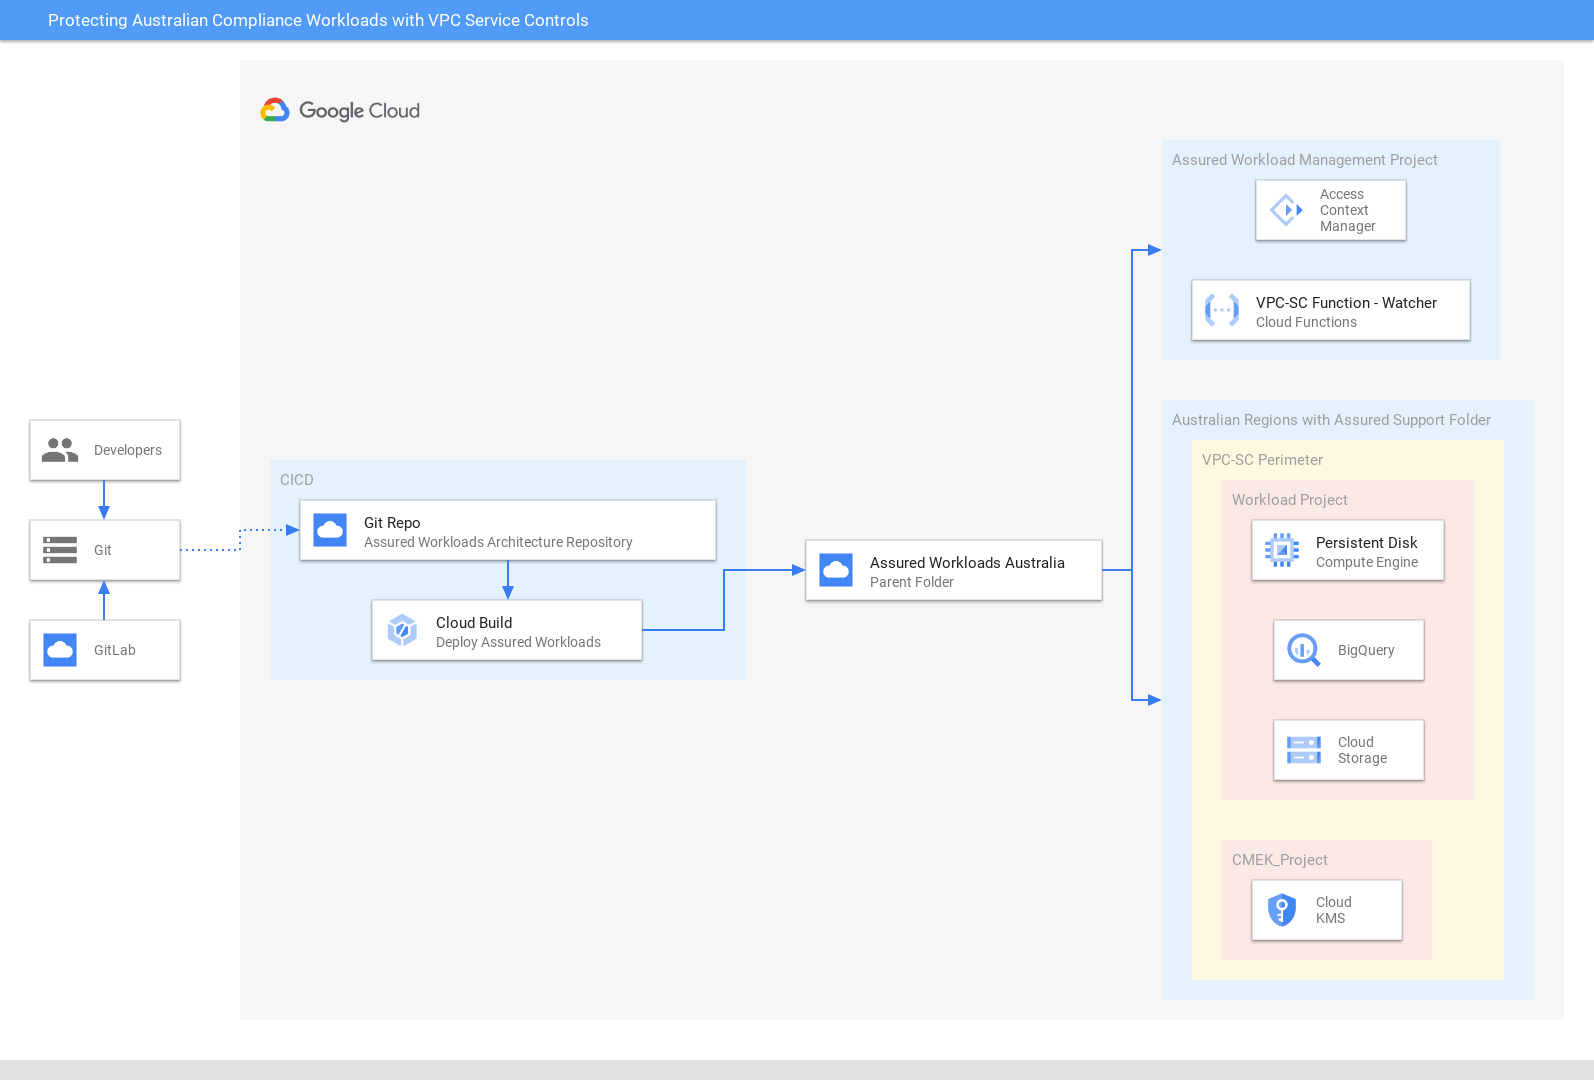 Protecting Australian Compliance Workloads with VPC Service Controls
Google Cloud
Developers
Git
GitLab
CICD
Git Repo
Assured Workloads Architecture Repository
Cloud Build
Deploy Assured Workloads
Assured Workloads Australia
Parent Folder
Assured Workload Management Project
Access
Context
Manager
VPC-SC Function - Watcher
Cloud Functions
Australian Regions with Assured Support Folder
VPC-SC Perimeter
Workload Project
Persistent Disk
Compute Engine
BigQuery
Cloud
Storage
CMEK_Project
Cloud
KMS